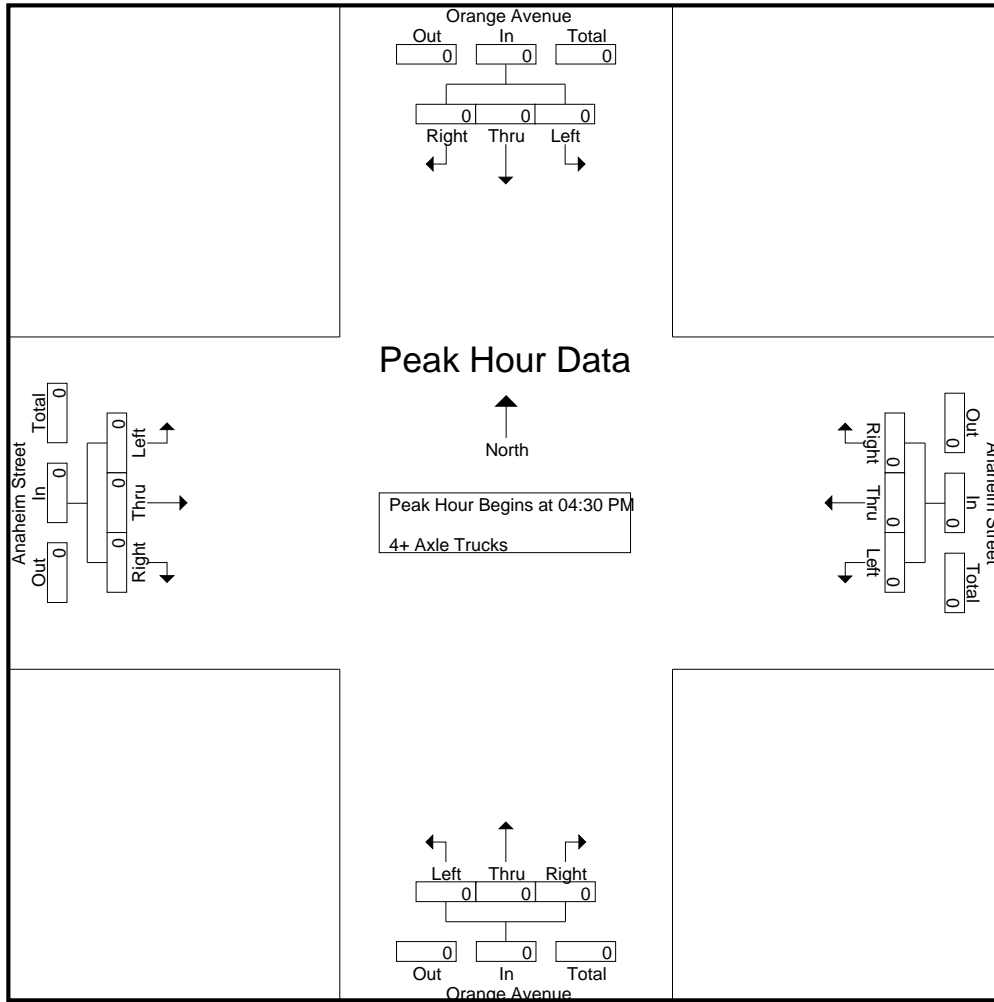 Orange Avenue
Out In Total
0 0 0
0 0 0
Right Thru Left
Peak Hour Data
North
Peak Hour Begins at 04:30 PM
4+ Axle Trucks
Anaheim Street
Out In Total
0 0 0
0 0 0
Right Thru Left
Anaheim Street
Out In Total
0 0 0
0 0 0
Right Thru Left
Left Thru Right
0 0 0
0 0 0
Out In Total
Orange Avenue